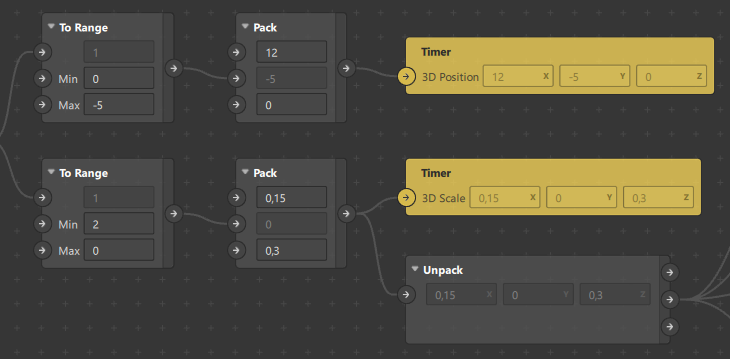 To Range
1
Min 0
Max -5
Pack
12
-5
0
Timer
3D Position 12 X -5 Y 0 Z
To Range
1
Min 2
Max 0
Pack
0,15
0
0,3
Timer
3D Scale 0,15 X 0 Y 0,3 Z
Unpack
0,15 X 0 Y 0,3 Z